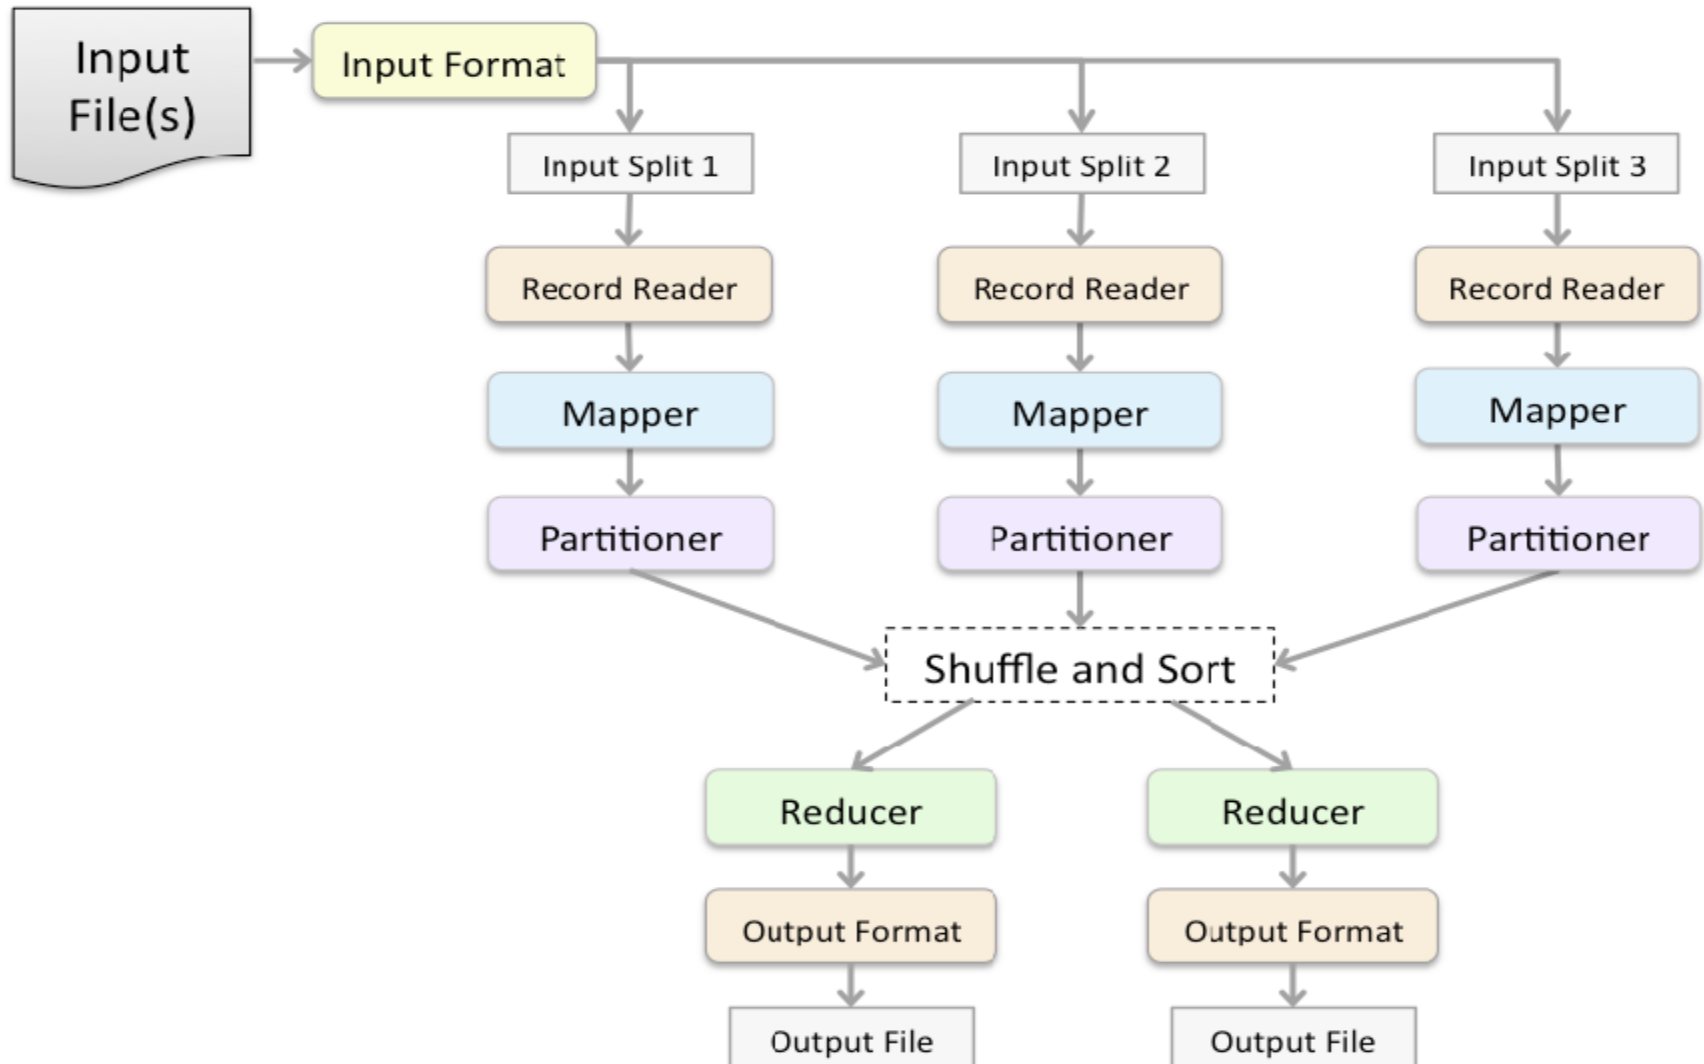 Input
File(s)
Input Format
Input Split 1
Input Split 2
Input Split 3
Record Reader
Record Reader
Record Reader
Mapper
Mapper
Mapper
Partitioner
Partitioner
Partitioner
Shuffle and Sort
Reducer
Reducer
Output Format
Output Format
Output File
Output File